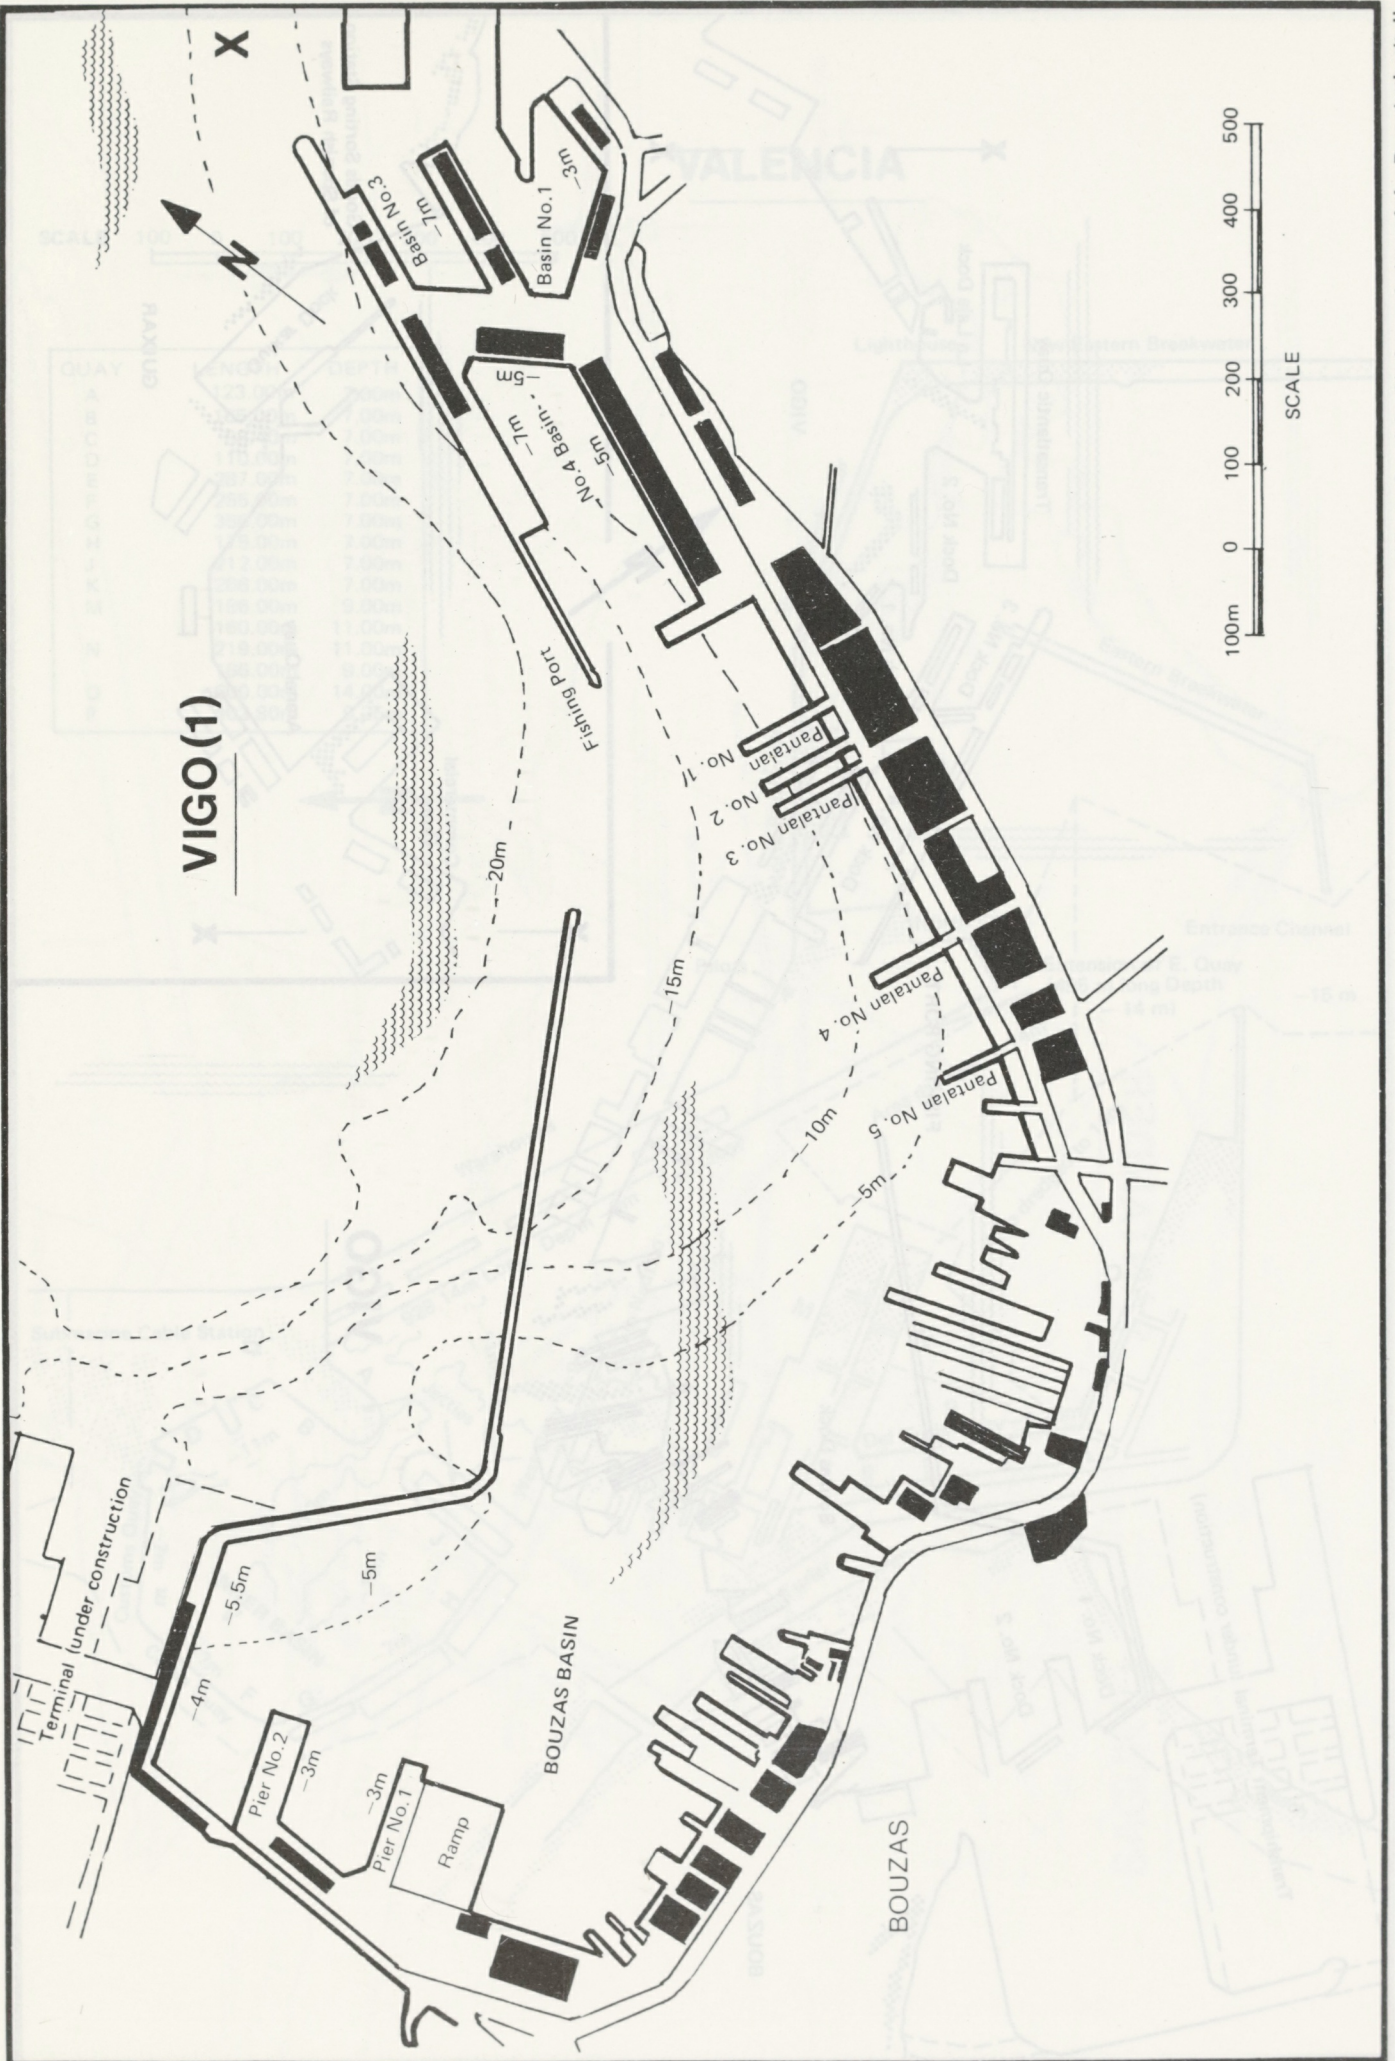 VIGO(1)
X
N
Basin No.3
–7m
Basin No.1
–3m
–5m
–7m
No.4 Basin
–5m
Fishing Port
Pantalan No. 1
Pantalan No. 2
Pantalan No.3
Pantalan No. 4
Pantalan No. 5
–20m
–15m
–10m
–5m
Terminal (under construction)
–5.5m
–5m
–4m
Pier No.2
–3m
–3m
Pier No.1
Ramp
BOUZAS BASIN
BOUZAS
100m 0 100 200 300 400 500
SCALE